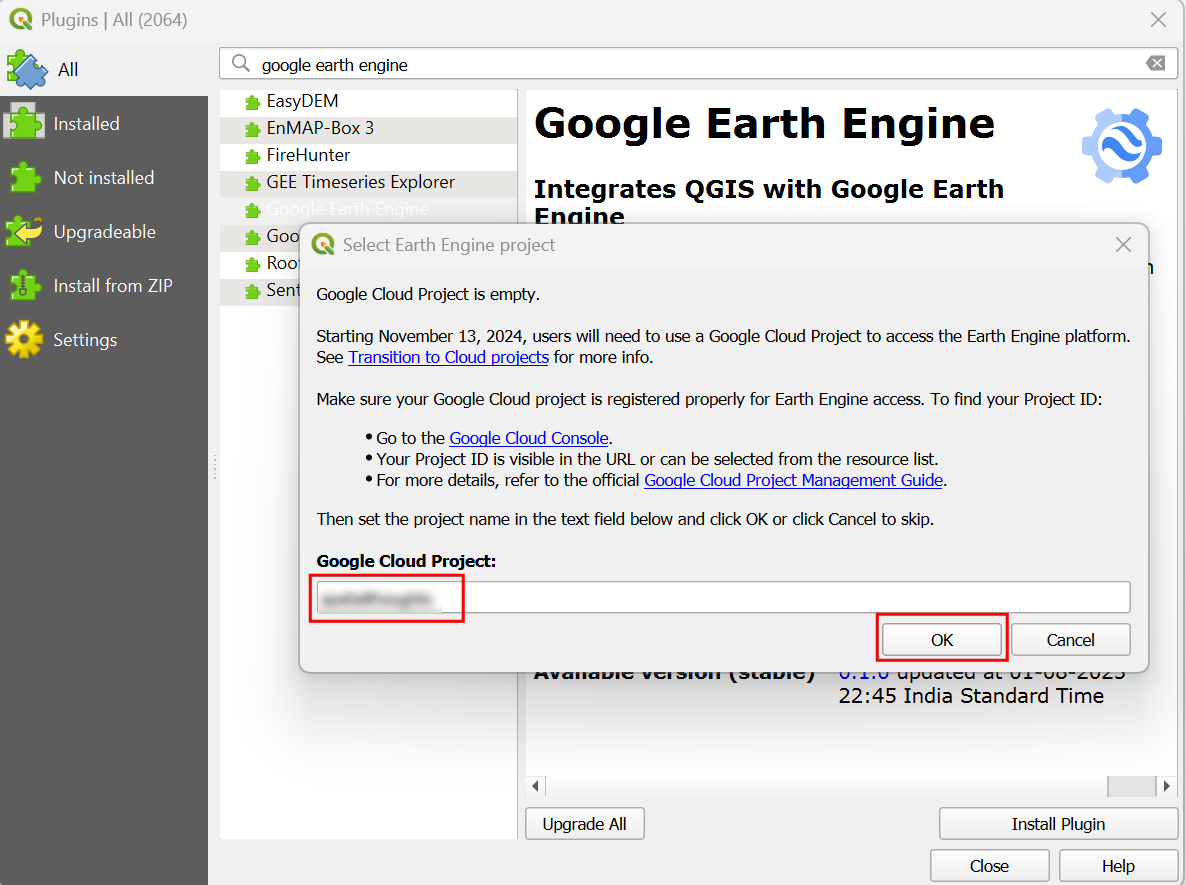 Plugins | All (2064)
All
Installed
Not installed
Upgradeable
Install from ZIP
Settings
google earth engine
EasyDEM
EnMAP-Box 3
FireHunter
GEE Timeseries Explorer
Google Earth Engine
Goo
Root
Sent
Google Earth Engine
Integrates QGIS with Google Earth
Engine
Select Earth Engine project
Google Cloud Project is empty.
Starting November 13, 2024, users will need to use a Google Cloud Project to access the Earth Engine platform.
See Transition to Cloud projects for more info.
Make sure your Google Cloud project is registered properly for Earth Engine access. To find your Project ID:
• Go to the Google Cloud Console.
• Your Project ID is visible in the URL or can be selected from the resource list.
• For more details, refer to the official Google Cloud Project Management Guide.
Then set the project name in the text field below and click OK or click Cancel to skip.
Google Cloud Project:
OK
Cancel
Available version (stable) 0.1.0 updated at 01-08-2025
22:45 India Standard Time
Upgrade All
Install Plugin
Close
Help